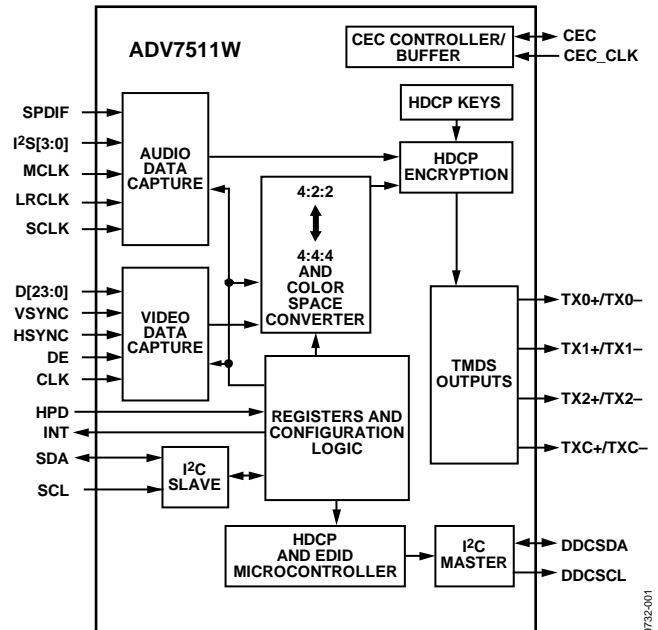 ADV7511W
CEC CONTROLLER/
BUFFER
CEC
CEC_CLK
HDCP KEYS
HDCP
ENCRYPTION
SPDIF
I2S[3:0]
MCLK
LRCLK
SCLK
AUDIO
DATA
CAPTURE
4:2:2
4:4:4
AND
COLOR
SPACE
CONVERTER
D[23:0]
VSYNC
HSYNC
DE
CLK
VIDEO
DATA
CAPTURE
TMDS
OUTPUTS
TX0+/TX0–
TX1+/TX1–
TX2+/TX2–
TXC+/TXC–
HPD
INT
SDA
SCL
REGISTERS AND
CONFIGURATION
LOGIC
I2C
SLAVE
HDCP
AND EDID
MICROCONTROLLER
I2C
MASTER
DDCSDA
DDCSCL